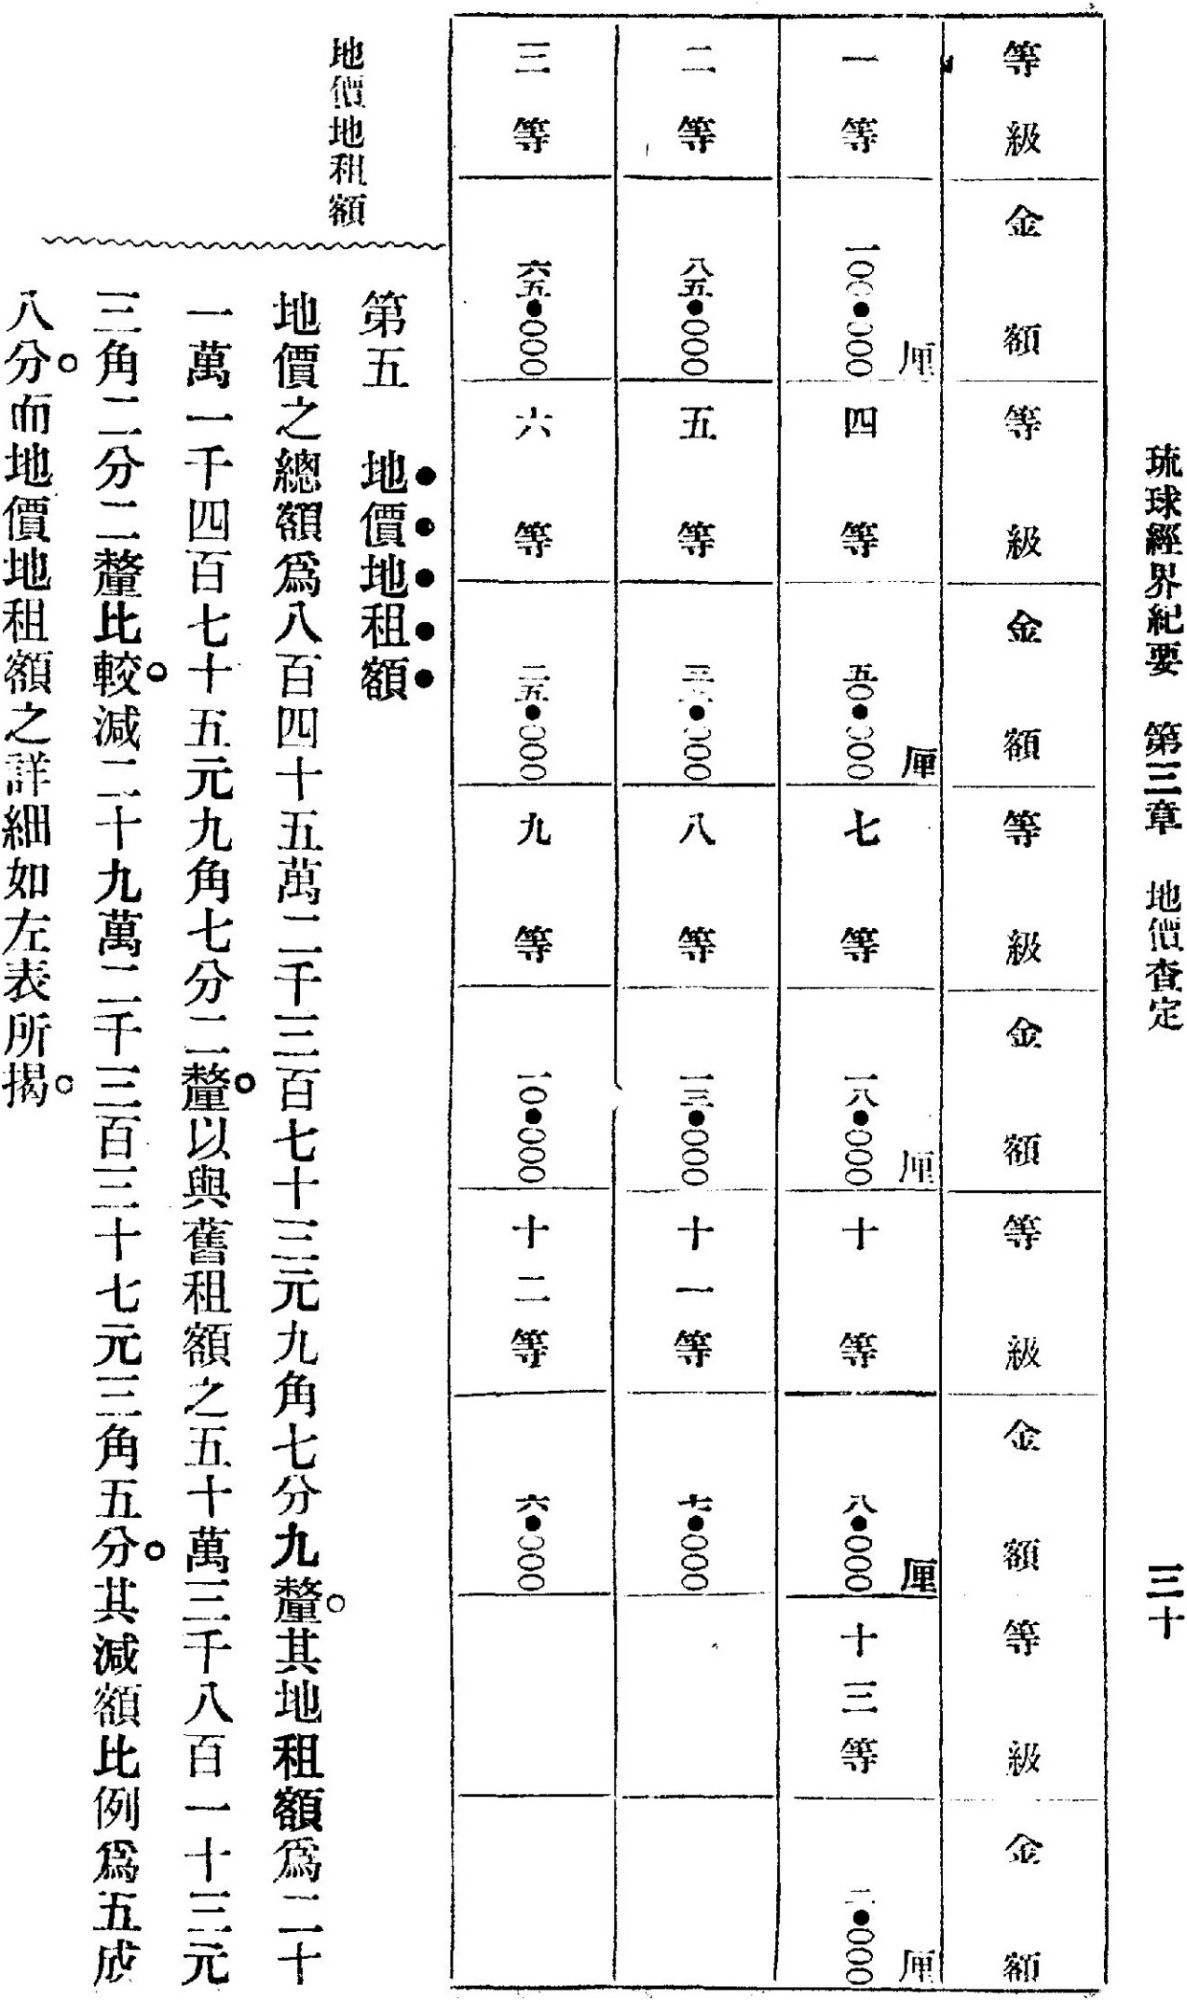 琉球經界紀要　第三章　地價查定　三十
等級　金額　等級　金額　等級　金額　等級　金額　等級　金額
一等　一〇〇•〇〇〇厘　四等　五〇•〇〇〇厘　七等　一八•〇〇〇厘　十等　八•〇〇〇厘　十三等　二•〇〇〇厘
二等　八五•〇〇〇　五等　•〇〇〇　八等　一三•〇〇〇　十一等　七•〇〇〇
三等　六五•〇〇〇　六等　二五•〇〇〇　九等　一〇•〇〇〇　十二等　六•〇〇〇
地價地租額
第五　地價地租額
地價之總額爲八百四十五萬二千三百七十三元九角七分九釐。其地租額爲二十
一萬一千四百七十五元九角七分二釐。以與舊租額之五十萬三千八百一十三元
三角二分二釐比較。減二十九萬二千三百三十七元三角五分。其減額比例爲五成
八分。而地價地租額之詳細如左表所揭。